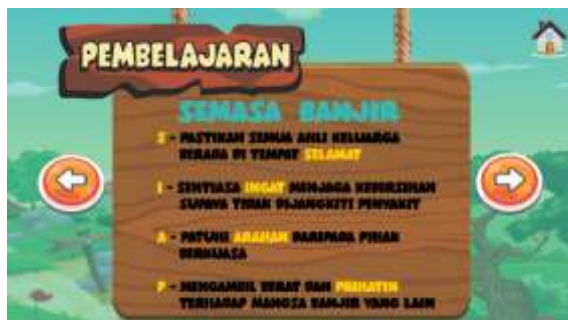 PEMBELAJARAN
SEMASA BANJIR
S - PASTIKAN SEMUA AHLI KELUARGA
BERADA DI TEMPAT SELAMAT
I - SENTIASA INGAT MENJAGA KEBERSIHAN
SUPAYA TIDAK DIJANGKITI PENYAKIT
A - PATUHI ARAHAN DARIPADA PIHAK
BERKUASA
P - MENGAMBIL BERAT DAN PRIHATIN
TERHADAP MANGSA BANJIR YANG LAIN